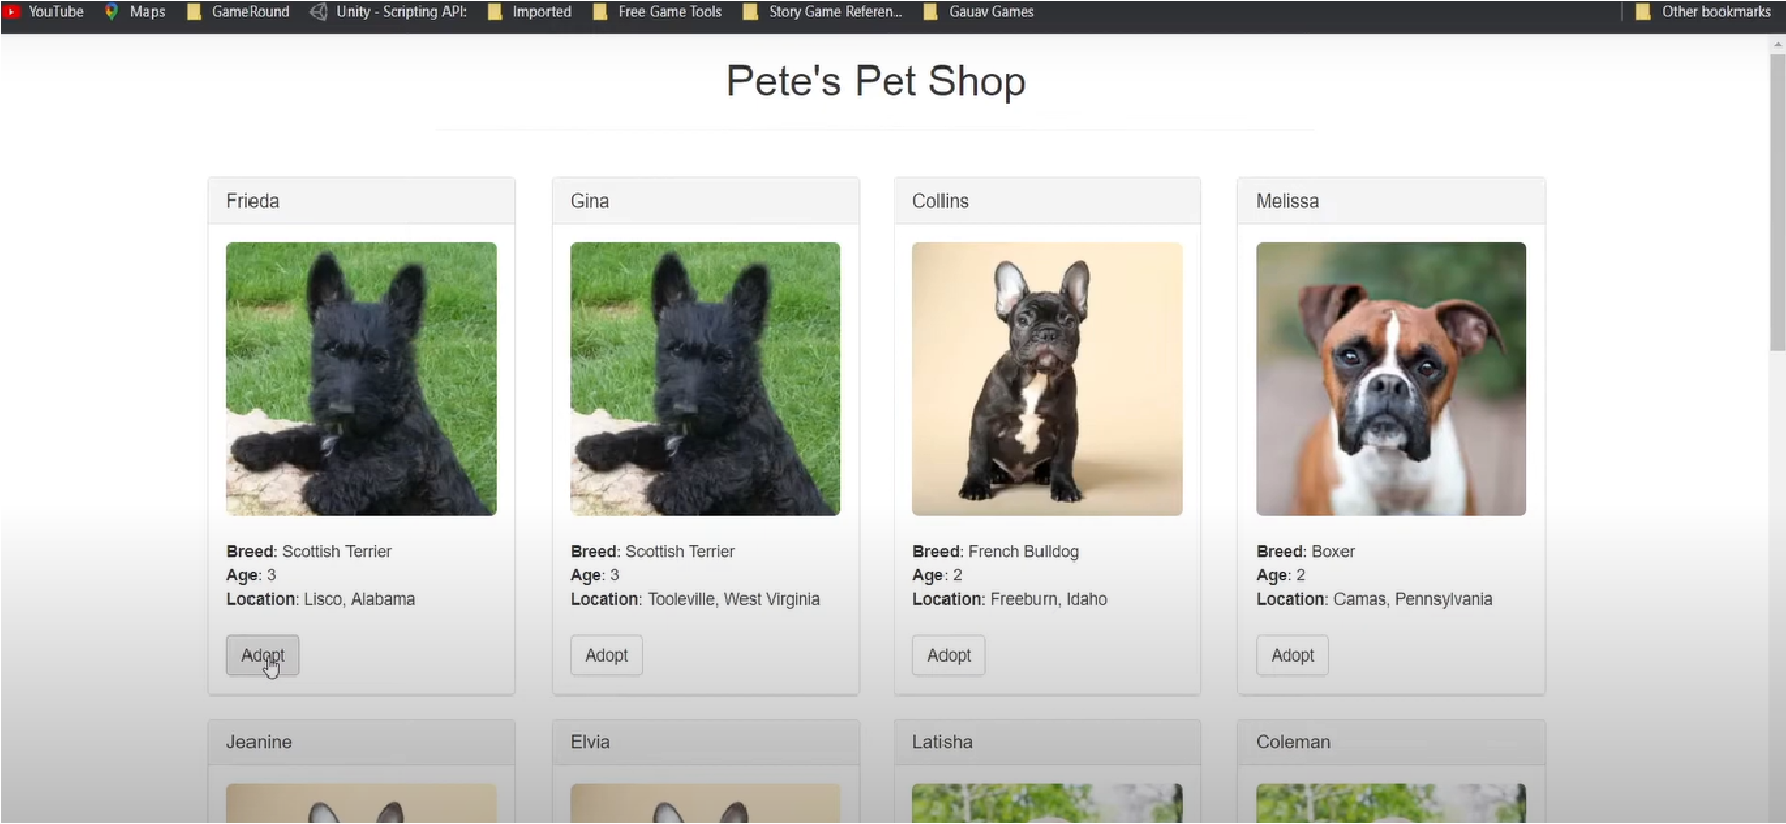 YouTube Maps GameRound Unity - Scripting API: Imported Free Game Tools Story Game Referen... Gauav Games Other bookmarks
Pete's Pet Shop
Frieda
Breed: Scottish Terrier
Age: 3
Location: Lisco, Alabama
Adopt
Gina
Breed: Scottish Terrier
Age: 3
Location: Tooleville, West Virginia
Adopt
Collins
Breed: French Bulldog
Age: 2
Location: Freeburn, Idaho
Adopt
Melissa
Breed: Boxer
Age: 2
Location: Camas, Pennsylvania
Adopt
Jeanine
Elvia
Latisha
Coleman